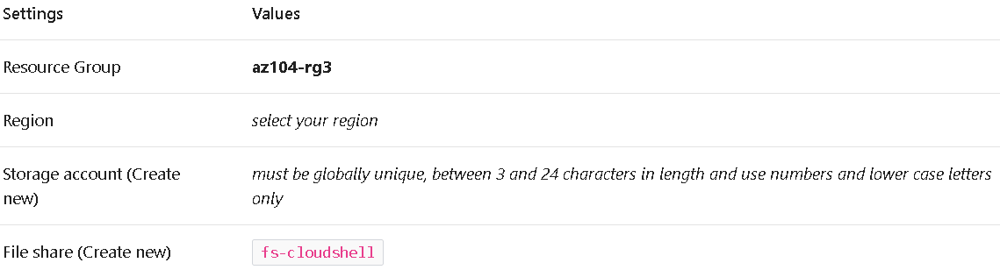 Settings Values
Resource Group az104-rg3
Region select your region
Storage account (Create must be globally unique, between 3 and 24 characters in length and use numbers and lower case letters
new) only
File share (Create new) fs-cloudshell